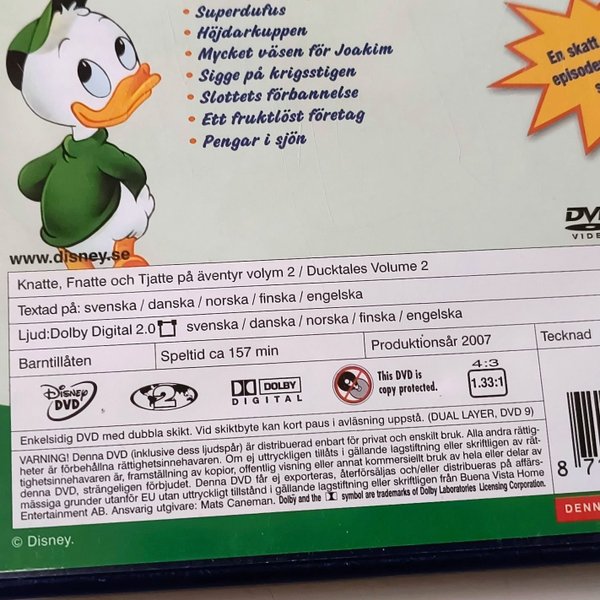 • Superdufus
• Höjdarkuppen
• Mycket väsen för Joakim
• Sigge på krigsstigen
• Slottets förbannelse
• Ett fruktlöst företag
• Pengar i sjön
En skatt
episoder
www.disney.se
DVD
VIDEO
Knatte, Fnatte och Tjatte på äventyr volym 2 / Ducktales Volume 2
Textad på: svenska / danska / norska / finska / engelska
Ljud:Dolby Digital 2.0 svenska / danska / norska / finska / engelska
Barntillåten
Speltid ca 157 min
Produktionsår 2007
Tecknad
Disney
DVD
2
DOLBY
DIGITAL
This DVD is
copy protected.
4:3
1.33:1
Enkelsidig DVD med dubbla skikt. Vid skiktbyte kan kort paus i avläsning uppstå. (DUAL LAYER, DVD 9)
VARNING! Denna DVD (inklusive dess ljudspår) är distribuerad enbart för privat och enskilt bruk. Alla andra rättig-
heter är förbehållna rättighetsinnehavaren. Om ej uttryckligen tillåts i gällande lagstiftning eller skriftligen av rät-
tighetsinnehavaren, är framställning av kopior, offentlig visning eller annat kommersiellt bruk av hela eller delar av
denna DVD, strängeligen förbjudet. Denna DVD får ej exporteras, återförsäljas och/eller distribueras på affärs-
mässiga grunder utanför EU utan uttryckligt tillstånd i gällande lagstiftning eller skriftligen från Buena Vista Home
Entertainment AB. Ansvarig utgivare: Mats Caneman. Dolby and the symbol are trademarks of Dolby Laboratories Licensing Corporation.
8 7
DENN
© Disney.